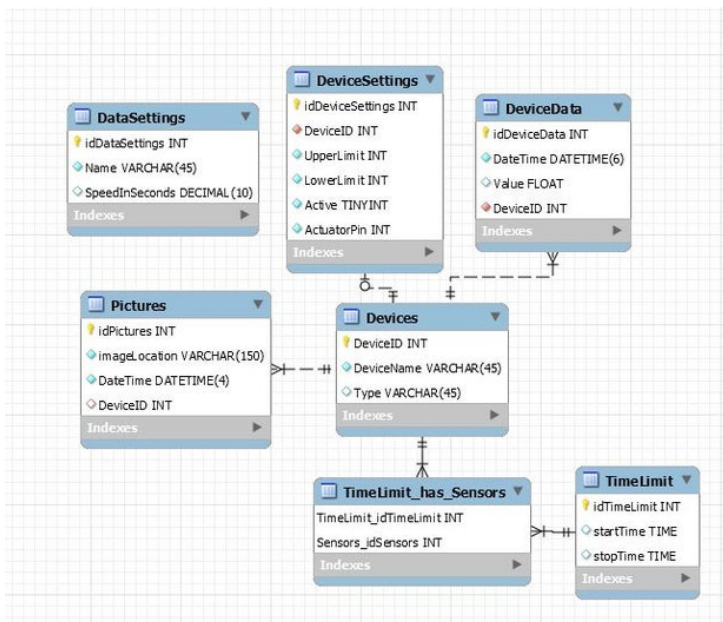 DeviceSettings
idDeviceSettings INT
DeviceID INT
UpperLimit INT
LowerLimit INT
Active TINYINT
ActuatorPin INT
Indexes
DataSettings
idDataSettings INT
Name VARCHAR(45)
SpeedInSeconds DECIMAL(10)
Indexes
DeviceData
idDeviceData INT
DateTime DATETIME(6)
Value FLOAT
DeviceID INT
Indexes
Pictures
idPictures INT
imageLocation VARCHAR(150)
DateTime DATETIME(4)
DeviceID INT
Indexes
Devices
DeviceID INT
DeviceName VARCHAR(45)
Type VARCHAR(45)
Indexes
TimeLimit_has_Sensors
TimeLimit_idTimeLimit INT
Sensors_idSensors INT
Indexes
TimeLimit
idTimeLimit INT
startTime TIME
stopTime TIME
Indexes